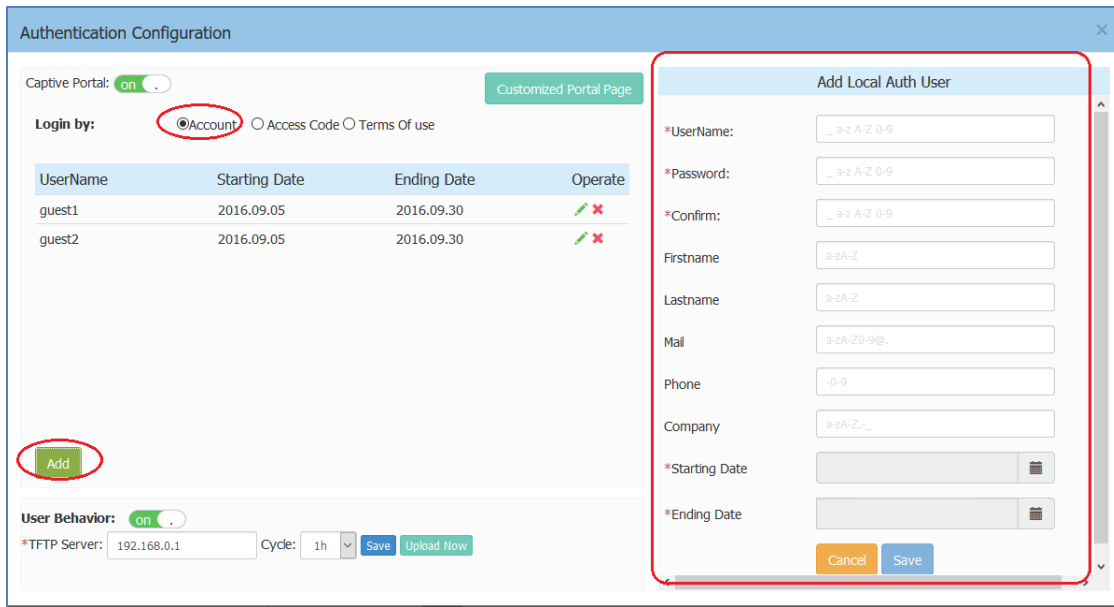 Authentication Configuration
×
Captive Portal: on .
Customized Portal Page
Login by: Account Access Code Terms Of use
UserName Starting Date Ending Date Operate
guest1 2016.09.05 2016.09.30
guest2 2016.09.05 2016.09.30
Add
User Behavior: on .
*TFTP Server: 192.168.0.1 Cycle: 1h Save Upload Now
Add Local Auth User
*UserName: _ a-z A-Z 0-9
*Password: _ a-z A-Z 0-9
*Confirm: _ a-z A-Z 0-9
Firstname a-zA-Z
Lastname a-zA-Z
Mail a-zA-Z0-9@.
Phone -0-9
Company a-zA-Z.-_
*Starting Date
*Ending Date
Cancel Save